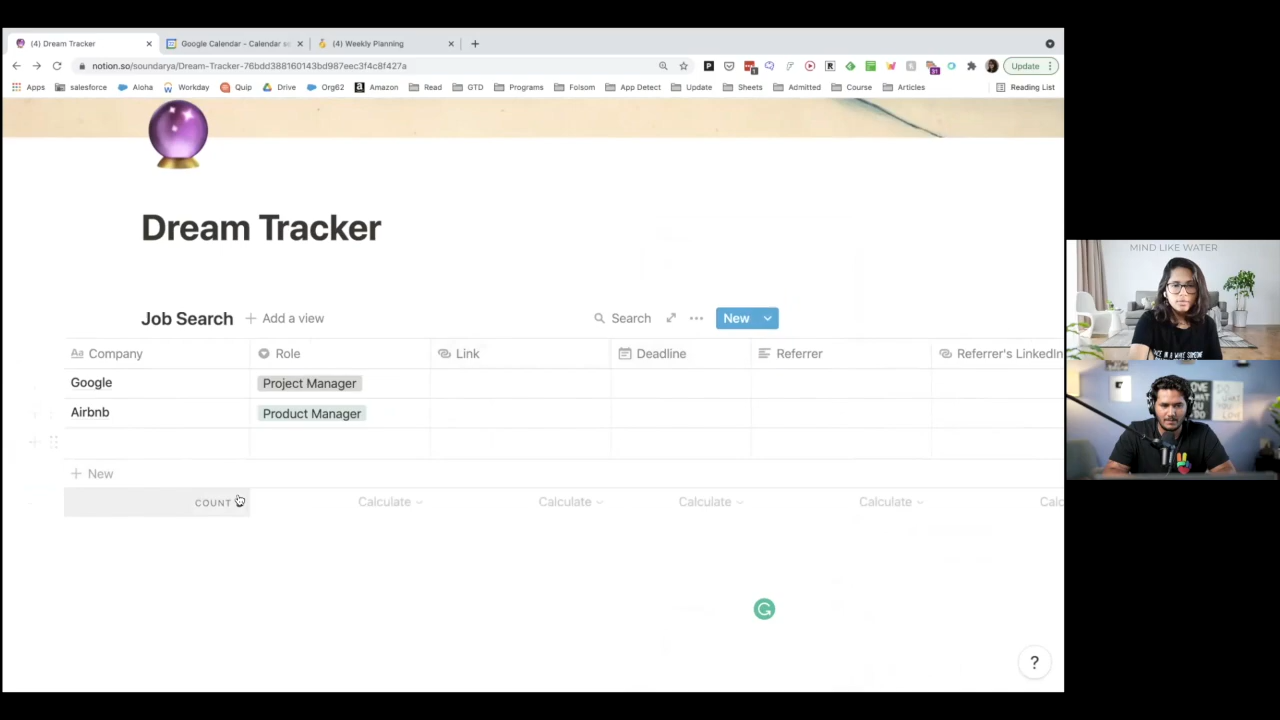 (4) Dream Tracker
Google Calendar - Calendar sc
(4) Weekly Planning
notion.so/soundarya/Dream-Tracker-76bdd388160143bd987eec3f4c8f427a
Update
Apps salesforce Aloha Workday Quip Drive Org62 Amazon Read GTD Programs Folsom App Detect Update Sheets Admitted Course Articles Reading List
Dream Tracker
Job Search Add a view Search New
Aa Company Role Link Deadline Referrer Referrer's LinkedIn
Google Project Manager
Airbnb Product Manager
New
COUNT Calculate Calculate Calculate Calculate Calc
?
MIND LIKE WATER